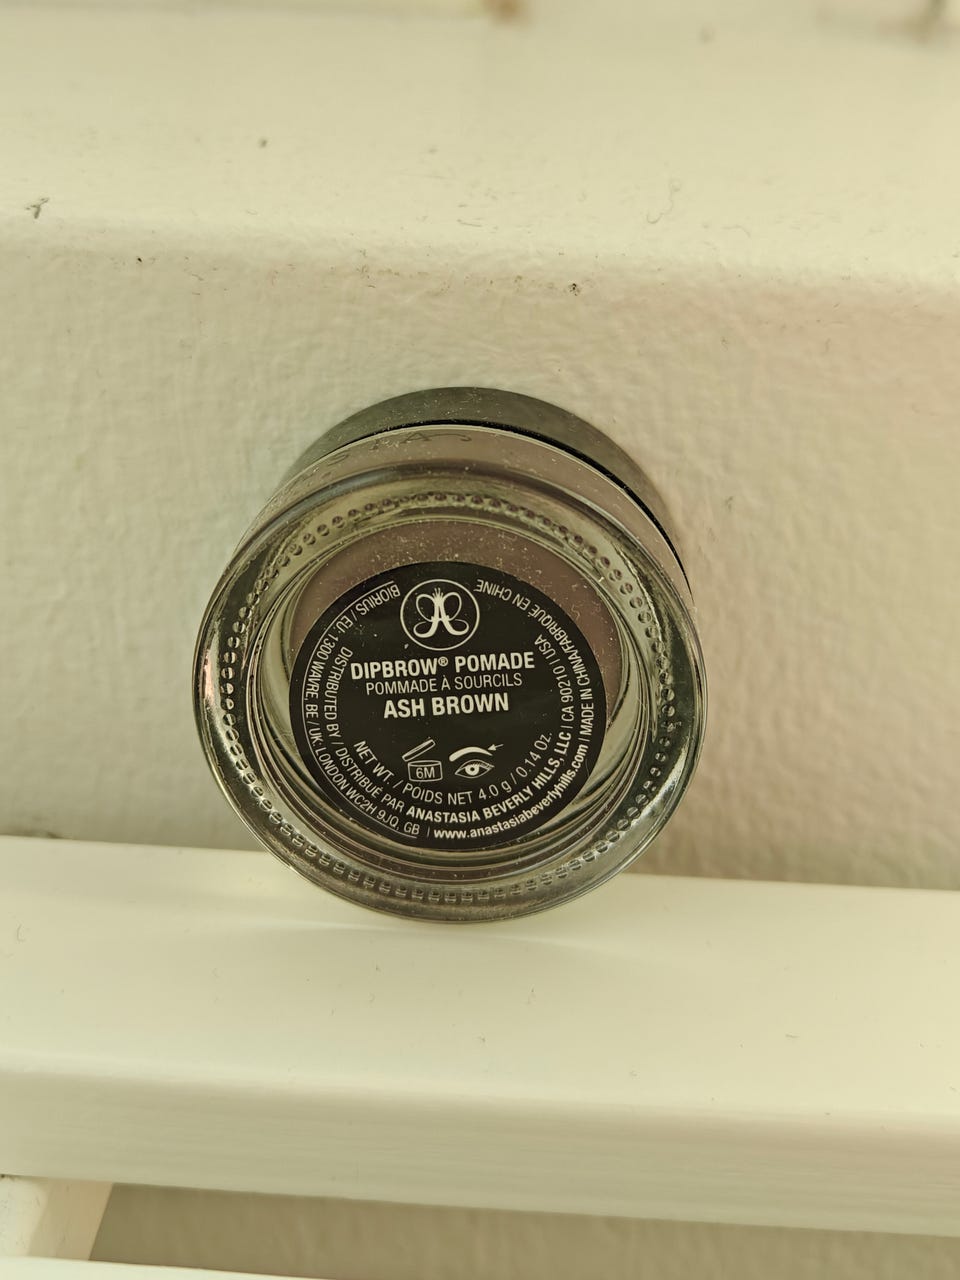 DIPBROW® POMADE
POMMADE À SOURCILS
ASH BROWN
6M
NET WT. / POIDS NET 4.0 g / 0.14 Oz.
DISTRIBUTED BY / DISTRIBUÉ PAR ANASTASIA BEVERLY HILLS, LLC | CA 90210 | USA
BIORIUS / EU: 1300 WAVRE, BE / UK: LONDON WC2H 9JQ, GB | www.anastasiabeverlyhills.com | MADE IN CHINA/FABRIQUÉ EN CHINE